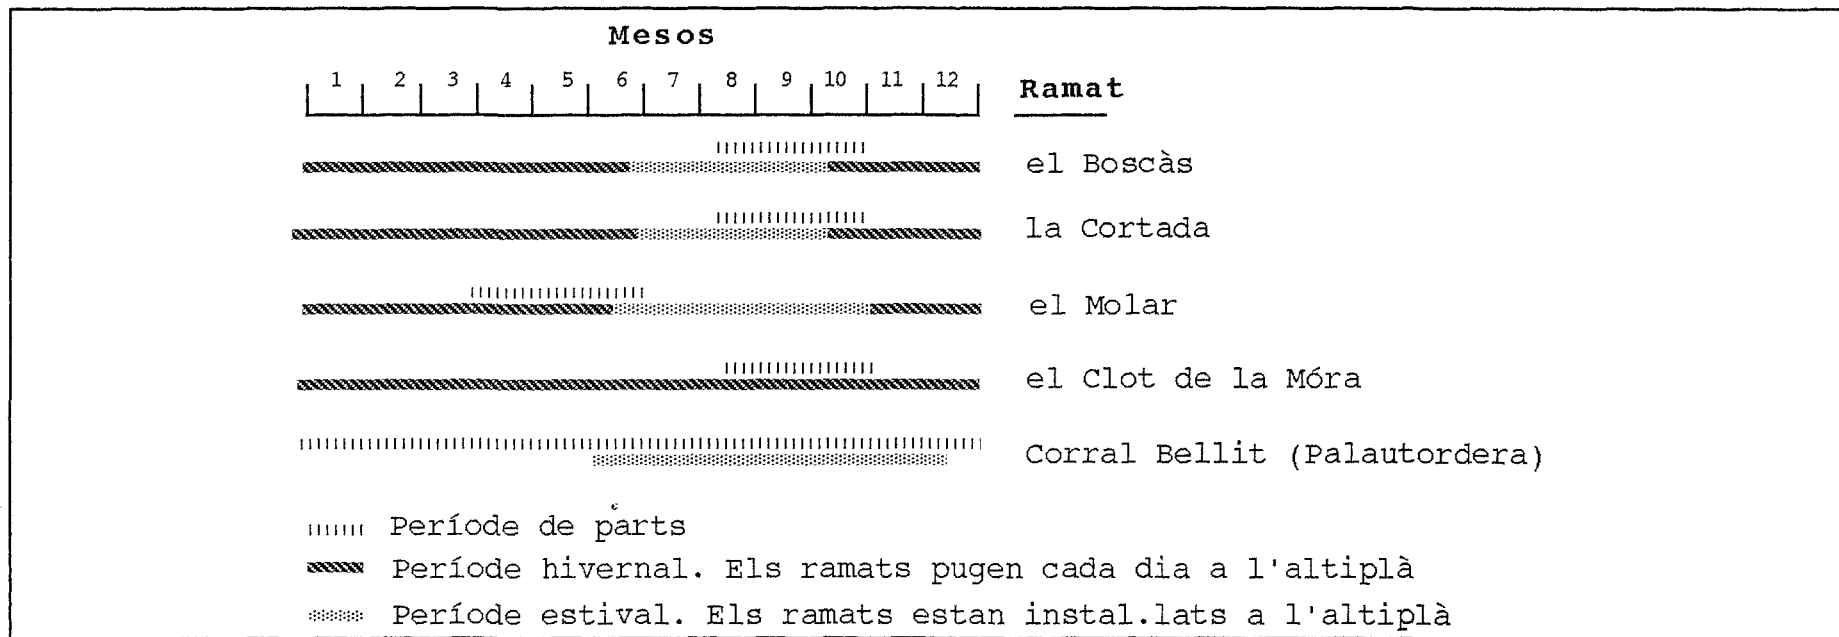 Mesos
1 2 3 4 5 6 7 8 9 10 11 12 Ramat
el Boscàs
la Cortada
el Molar
el Clot de la Móra
Corral Bellit (Palautordera)
Període de parts
Període hivernal. Els ramats pugen cada dia a l'altiplà
Període estival. Els ramats estan instal.lats a l'altiplà